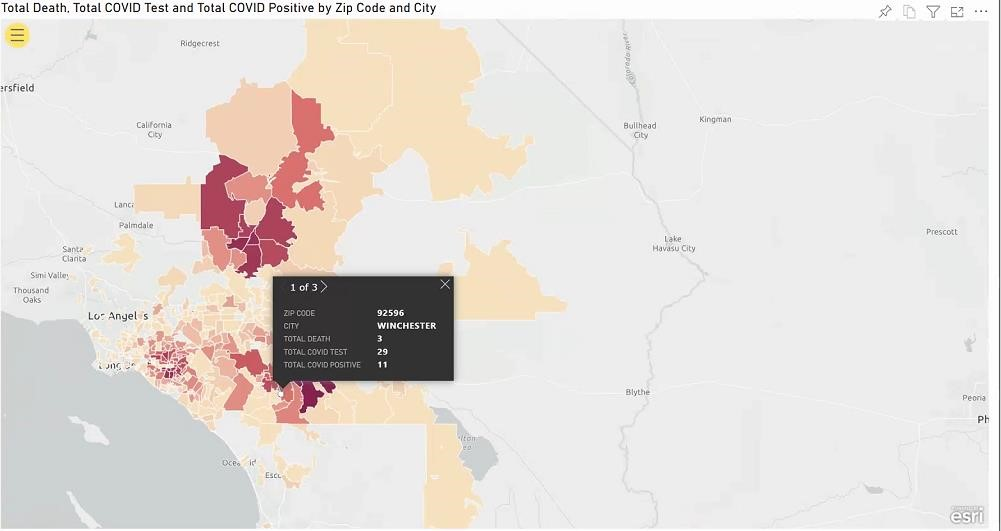 Total Death, Total COVID Test and Total COVID Positive by Zip Code and City
Ridgecrest
ersfield
California
City
Bullhead
City
Kingman
Lanca
Palmdale
Santa
Clarita
Simi Valley
Thousand
Oaks
Los Angel s
Lake
Havasu City
Prescott
1 of 3
ZIP CODE 92596
CITY WINCHESTER
TOTAL DEATH 3
TOTAL COVID TEST 29
TOTAL COVID POSITIVE 11
Blythe
Peoria
Ph
Esc
esri